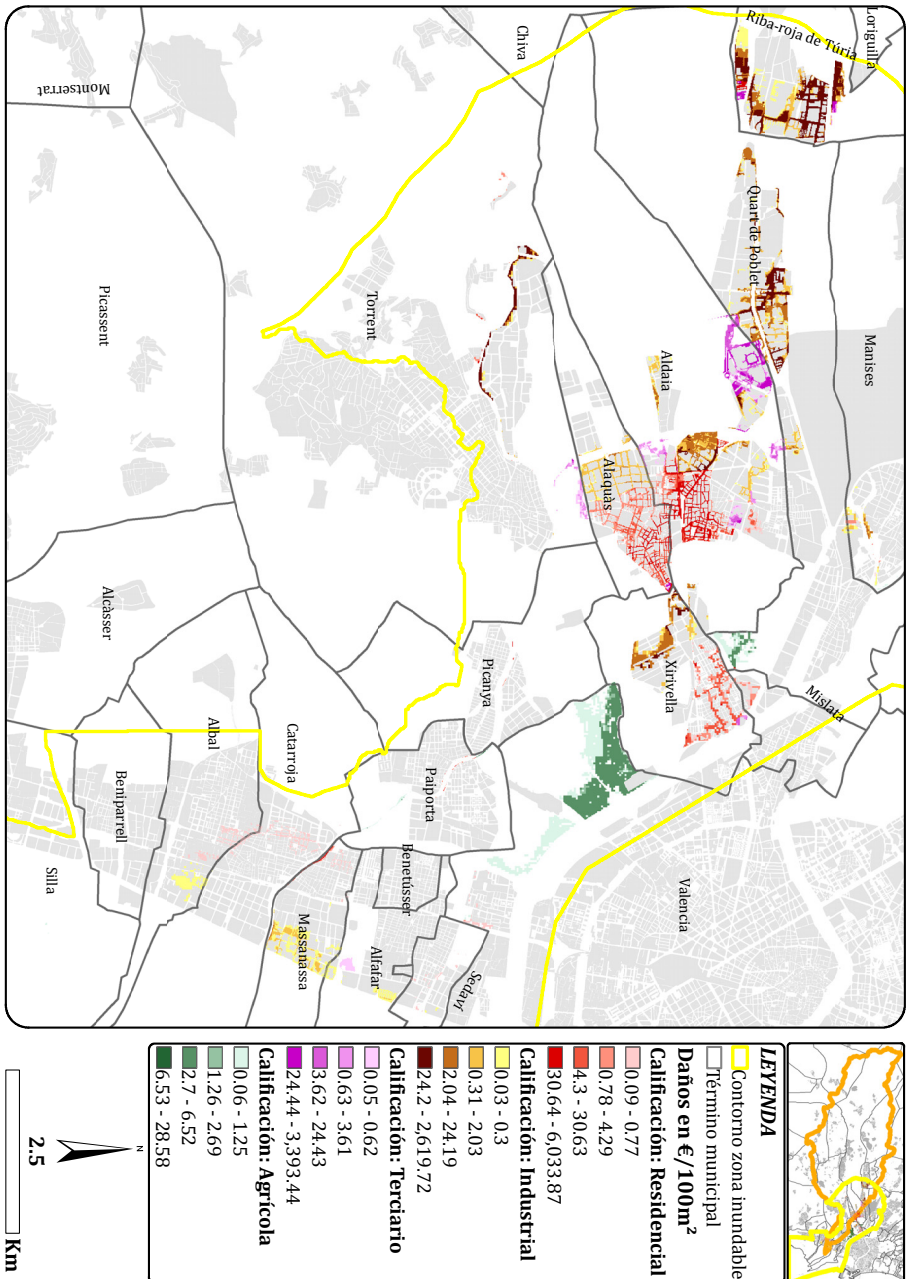 Riba-roja de Túria
Loriguilla
Chiva
Montserrat
Quart de Poblet
Manises
Picassent
Torrent
Aldaia
Alaquàs
Alcàsser
Picanya
Xirivella
Mislata
Albal
Catarroja
Paiporta
Beniparrell
Benetússer
Valencia
Silla
Massanassa
Alfafar
Sedaví
LEYENDA
Contorno zona inundable
Término municipal
Daños en €/100m²
Calificación: Residencial
0.09 - 0.77
0.78 - 4.29
4.3 - 30.63
30.64 - 6.033.87
Calificación: Industrial
0.03 - 0.3
0.31 - 2.03
2.04 - 24.19
24.2 - 2,619.72
Calificación: Terciario
0.05 - 0.62
0.63 - 3.61
3.62 - 24.43
24.44 - 3,393.44
Calificación: Agrícola
0.06 - 1.25
1.26 - 2.69
2.7 - 6.52
6.53 - 28.58
N
2.5
Km